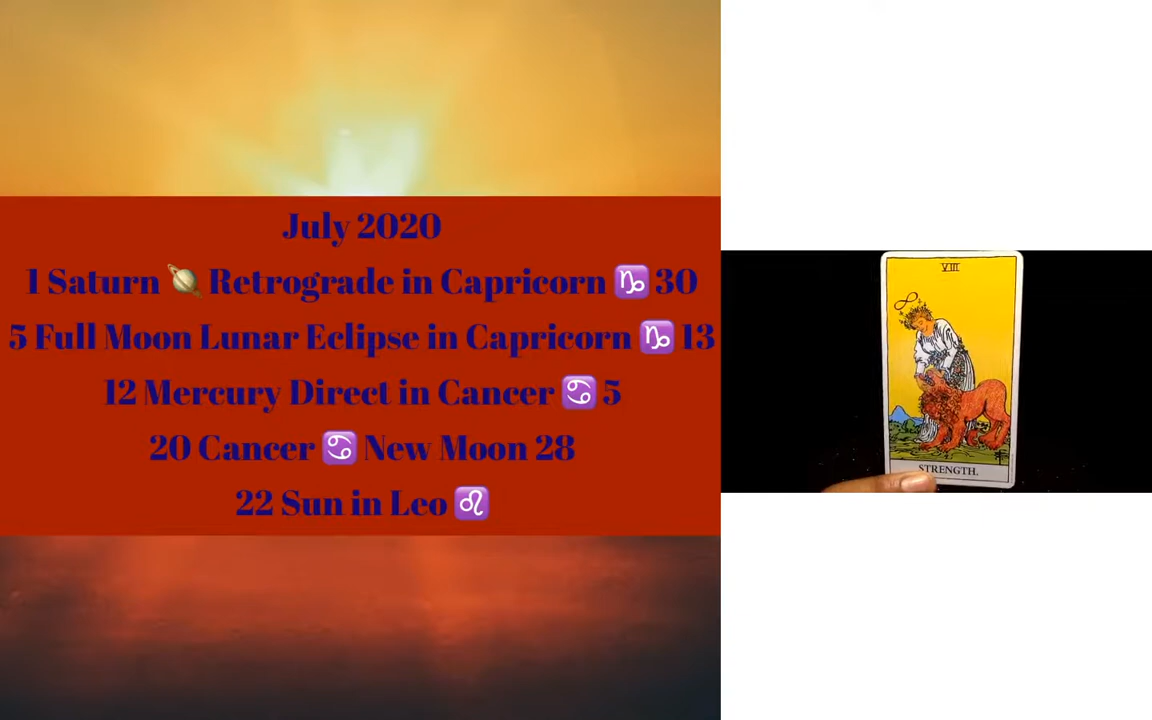 July 2020
1 Saturn 🪐 Retrograde in Capricorn ♑ 30
5 Full Moon Lunar Eclipse in Capricorn ♑ 13
12 Mercury Direct in Cancer ♋ 5
20 Cancer ♋ New Moon 28
22 Sun in Leo ♌
VIII
STRENGTH.